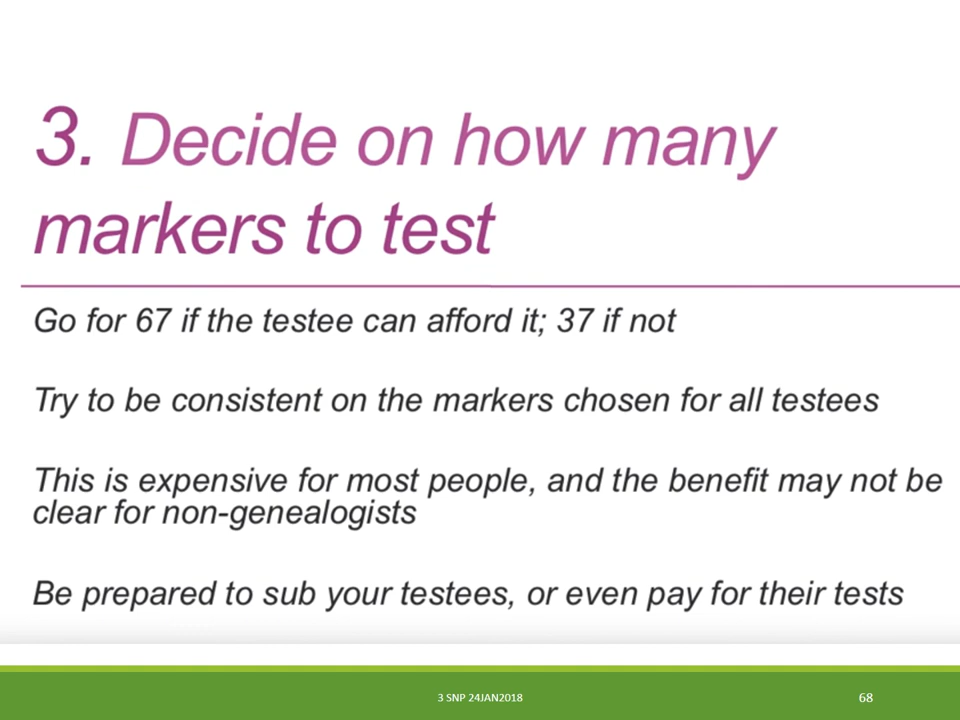 3. Decide on how many
markers to test
Go for 67 if the testee can afford it; 37 if not
Try to be consistent on the markers chosen for all testees
This is expensive for most people, and the benefit may not be
clear for non-genealogists
Be prepared to sub your testees, or even pay for their tests
3 SNP 24JAN2018
68